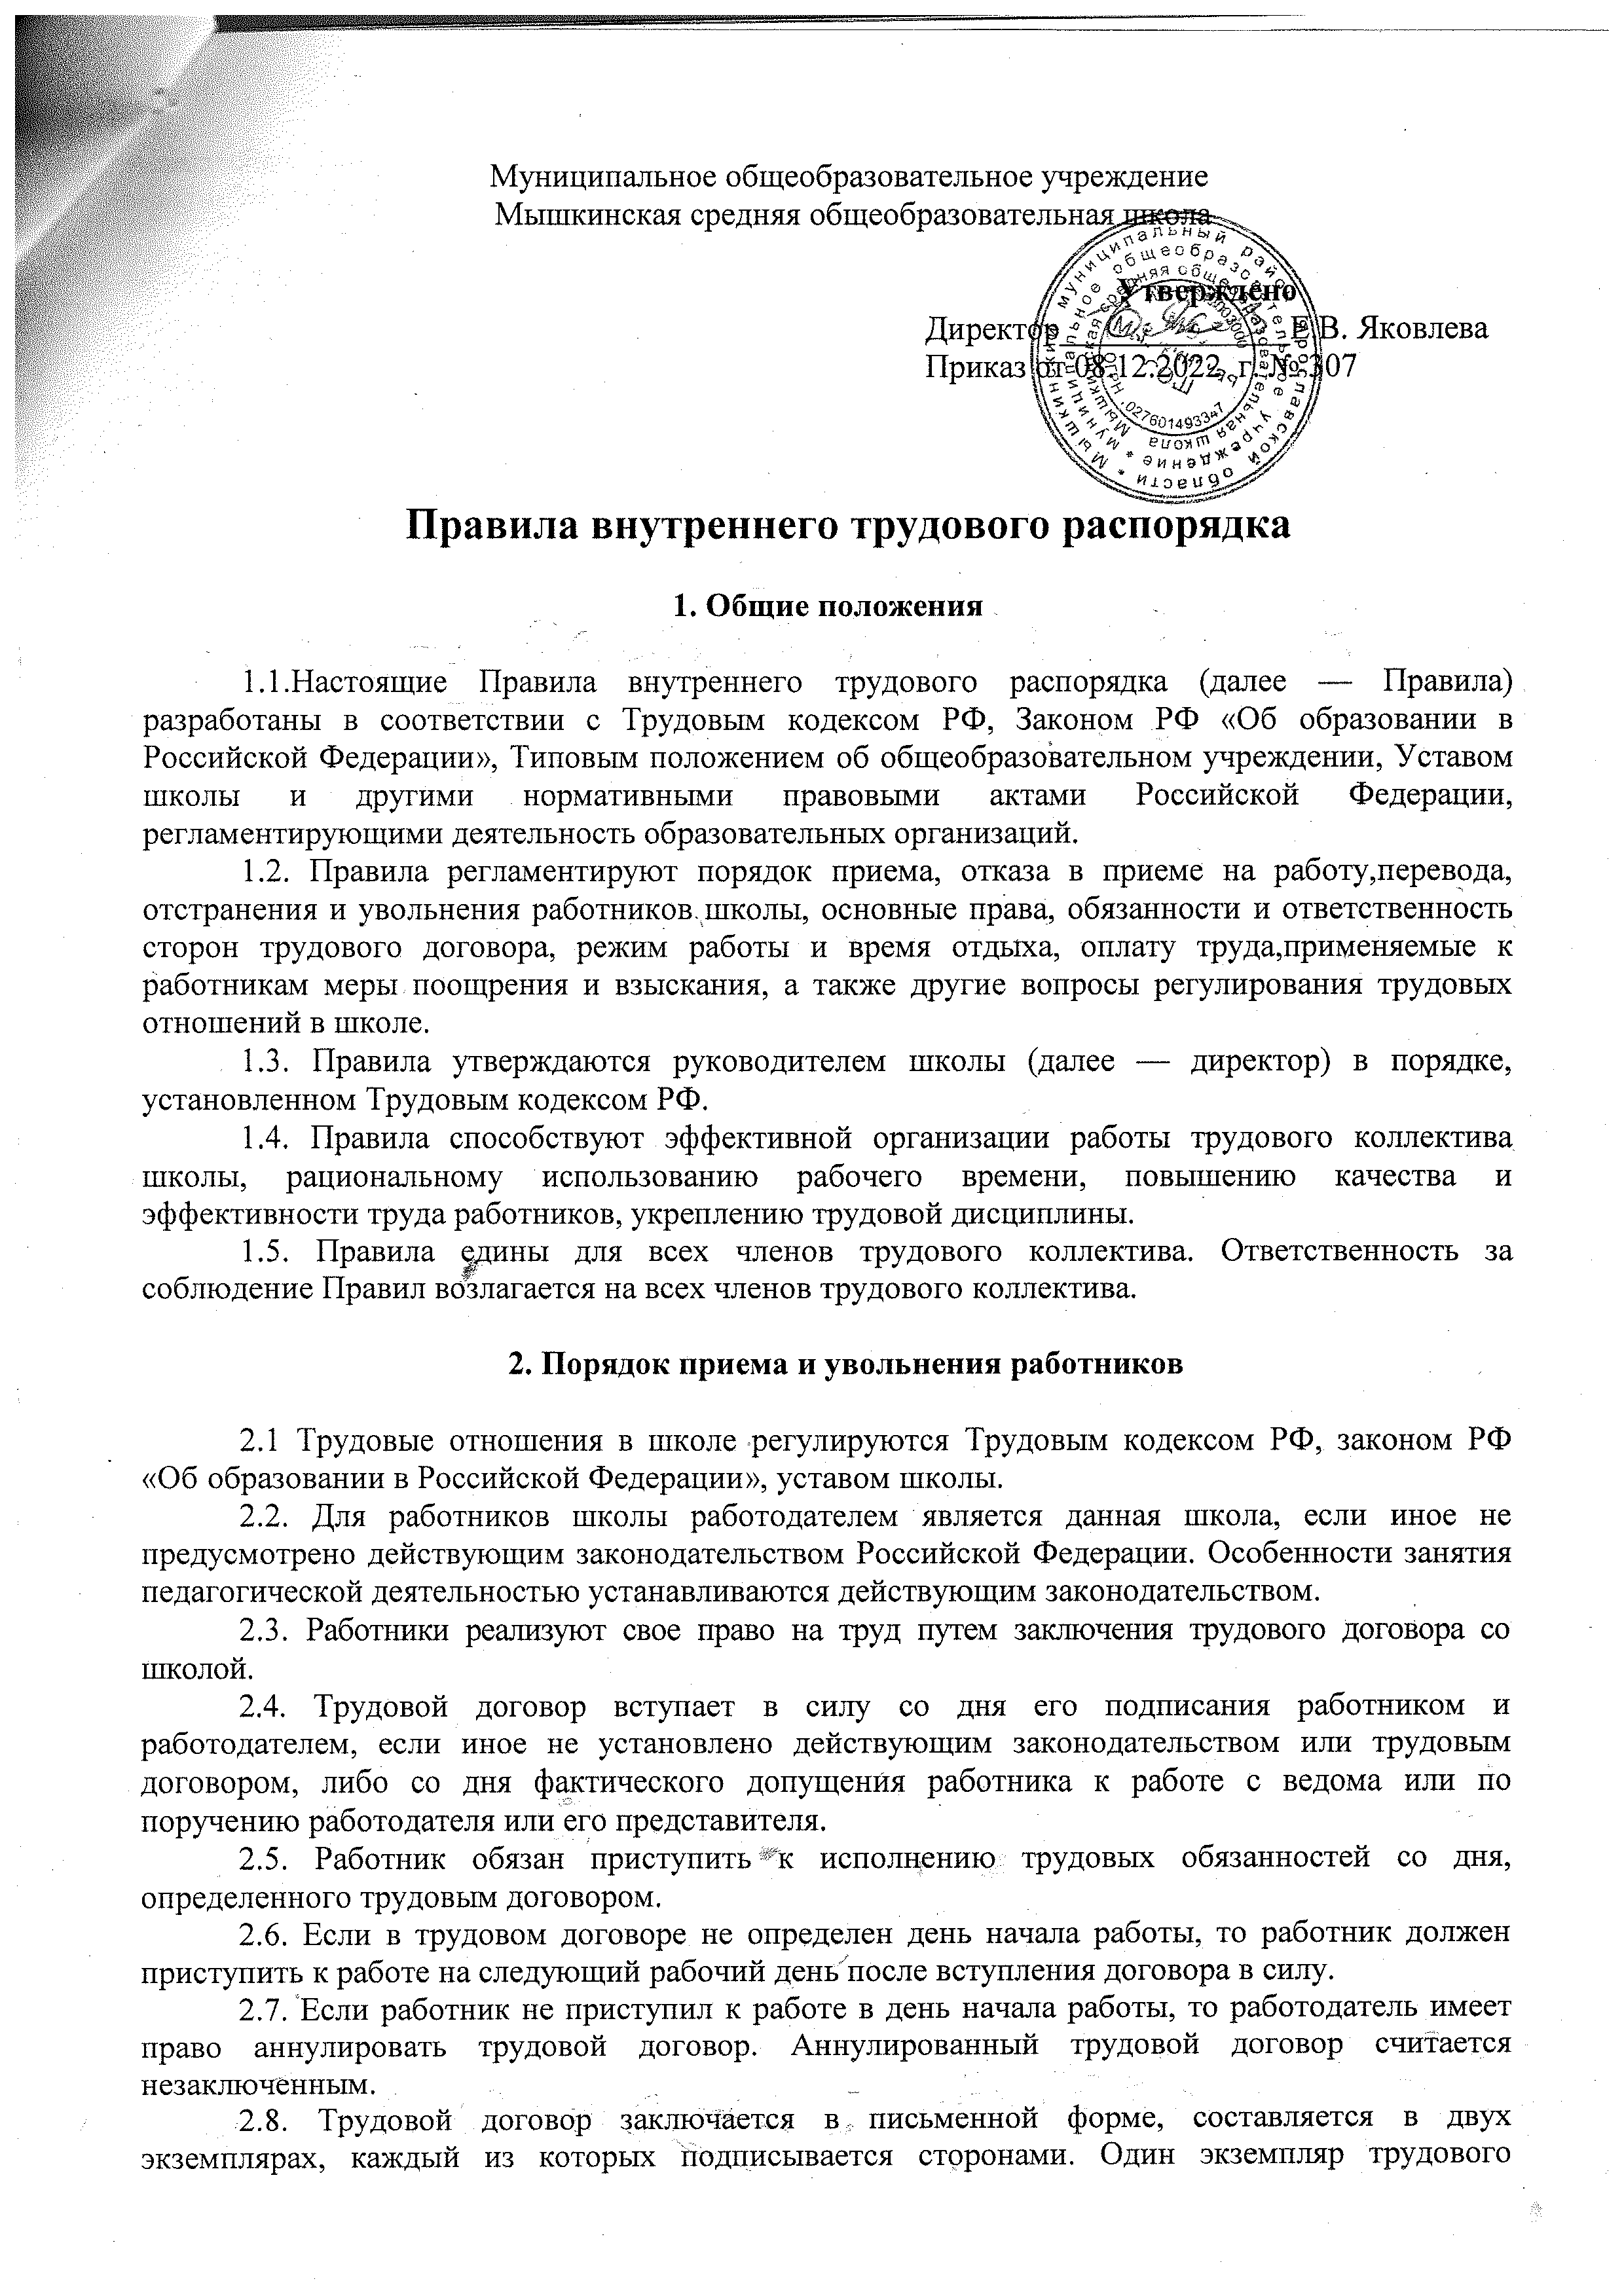 Муниципальное общеобразовательное учреждение
Мышкинская средняя общеобразовательная школа
Утверждено
Директор Е.В. Яковлева
Приказ от 08.12.2022 г. № 307
Правила внутреннего трудового распорядка
1. Общие положения
1.1.Настоящие Правила внутреннего трудового распорядка (далее — Правила)
разработаны в соответствии с Трудовым кодексом РФ, Законом РФ «Об образовании в
Российской Федерации», Типовым положением об общеобразовательном учреждении, Уставом
школы и другими нормативными правовыми актами Российской Федерации,
регламентирующими деятельность образовательных организаций.
1.2. Правила регламентируют порядок приема, отказа в приеме на работу,перевода,
отстранения и увольнения работников школы, основные права, обязанности и ответственность
сторон трудового договора, режим работы и время отдыха, оплату труда,применяемые к
работникам меры поощрения и взыскания, а также другие вопросы регулирования трудовых
отношений в школе.
1.3. Правила утверждаются руководителем школы (далее — директор) в порядке,
установленном Трудовым кодексом РФ.
1.4. Правила способствуют эффективной организации работы трудового коллектива
школы, рациональному использованию рабочего времени, повышению качества и
эффективности труда работников, укреплению трудовой дисциплины.
1.5. Правила едины для всех членов трудового коллектива. Ответственность за
соблюдение Правил возлагается на всех членов трудового коллектива.
2. Порядок приема и увольнения работников
2.1 Трудовые отношения в школе регулируются Трудовым кодексом РФ, законом РФ
«Об образовании в Российской Федерации», уставом школы.
2.2. Для работников школы работодателем является данная школа, если иное не
предусмотрено действующим законодательством Российской Федерации. Особенности занятия
педагогической деятельностью устанавливаются действующим законодательством.
2.3. Работники реализуют свое право на труд путем заключения трудового договора со
школой.
2.4. Трудовой договор вступает в силу со дня его подписания работником и
работодателем, если иное не установлено действующим законодательством или трудовым
договором, либо со дня фактического допущения работника к работе с ведома или по
поручению работодателя или его представителя.
2.5. Работник обязан приступить к исполнению трудовых обязанностей со дня,
определенного трудовым договором.
2.6. Если в трудовом договоре не определен день начала работы, то работник должен
приступить к работе на следующий рабочий день после вступления договора в силу.
2.7. Если работник не приступил к работе в день начала работы, то работодатель имеет
право аннулировать трудовой договор. Аннулированный трудовой договор считается
незаключенным.
2.8. Трудовой договор заключается в письменной форме, составляется в двух
экземплярах, каждый из которых подписывается сторонами. Один экземпляр трудового